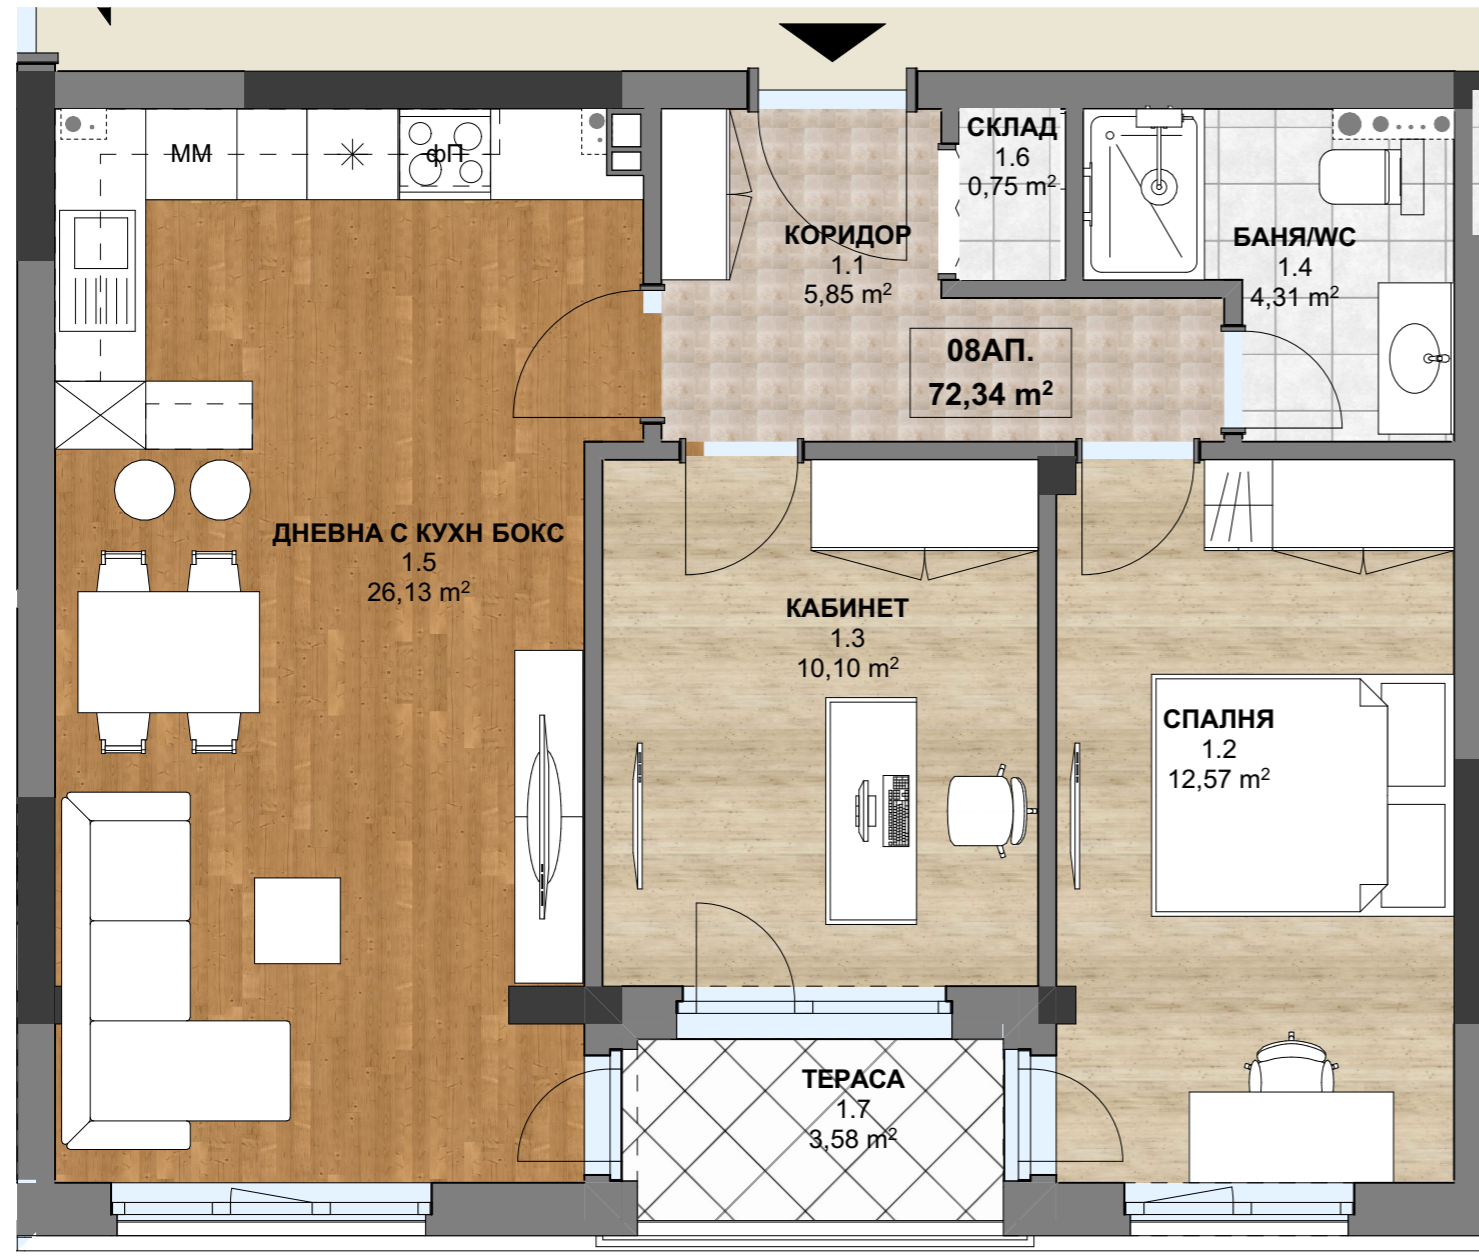 ММ
фП
СКЛАД
1.6
0,75 m²
КОРИДОР
1.1
5,85 m²
БАНЯ/WC
1.4
4,31 m²
08АП.
72,34 m²
ДНЕВНА С КУХН БОКС
1.5
26,13 m²
КАБИНЕТ
1.3
10,10 m²
СПАЛНЯ
1.2
12,57 m²
ТЕРАСА
1.7
3,58 m²